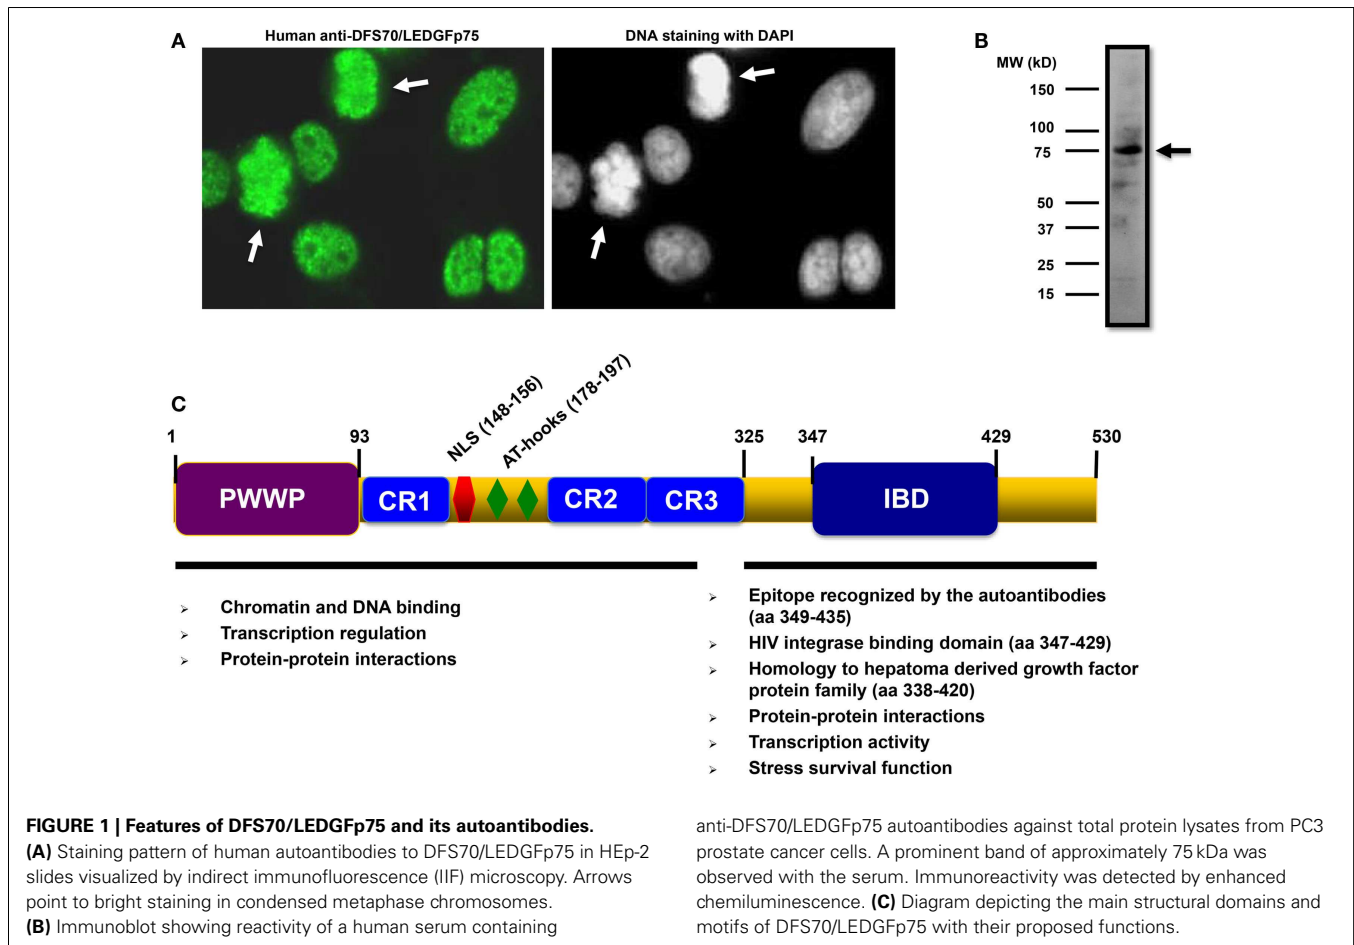 A
Human anti-DFS70/LEDGFp75
DNA staining with DAPI
B
MW (kD)
150
100
75
50
37
25
15
C
NLS (148-156)
AT-hooks (178-197)
1
93
325
347
429
530
PWWP
CR1
CR2
CR3
IBD
➢ Chromatin and DNA binding
➢ Transcription regulation
➢ Protein-protein interactions
➢ Epitope recognized by the autoantibodies
(aa 349-435)
➢ HIV integrase binding domain (aa 347-429)
➢ Homology to hepatoma derived growth factor
protein family (aa 338-420)
➢ Protein-protein interactions
➢ Transcription activity
➢ Stress survival function
FIGURE 1 | Features of DFS70/LEDGFp75 and its autoantibodies.
(A) Staining pattern of human autoantibodies to DFS70/LEDGFp75 in HEp-2
slides visualized by indirect immunofluorescence (IIF) microscopy. Arrows
point to bright staining in condensed metaphase chromosomes.
(B) Immunoblot showing reactivity of a human serum containing
anti-DFS70/LEDGFp75 autoantibodies against total protein lysates from PC3
prostate cancer cells. A prominent band of approximately 75 kDa was
observed with the serum. Immunoreactivity was detected by enhanced
chemiluminescence. (C) Diagram depicting the main structural domains and
motifs of DFS70/LEDGFp75 with their proposed functions.